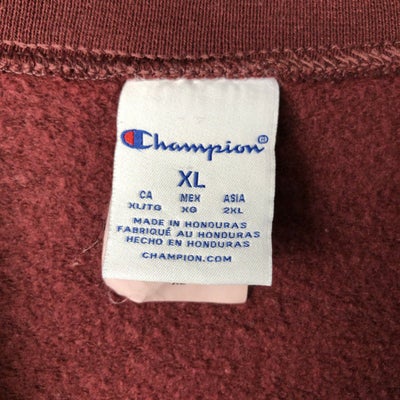 Champion®
XL
CA MEX ASIA
XL/TG XG 2XL
MADE IN HONDURAS
FABRIQUÉ AU HONDURAS
HECHO EN HONDURAS
CHAMPION.COM